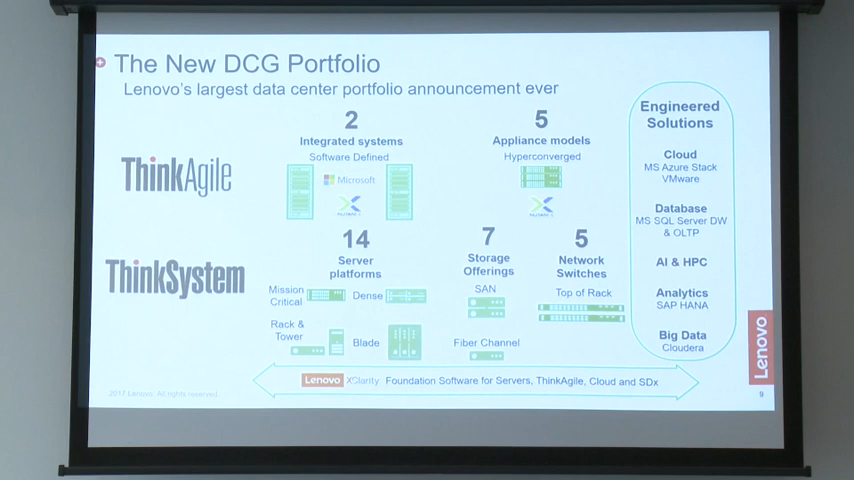 The New DCG Portfolio
Lenovo's largest data center portfolio announcement ever
ThinkAgile
2
Integrated systems
Software Defined
Microsoft
5
Appliance models
Hyperconverged
ThinkSystem
14
Server
platforms
Mission
Critical
Dense
Rack &
Tower
Blade
7
Storage
Offerings
SAN
Fiber Channel
5
Network
Switches
Top of Rack
Engineered
Solutions
Cloud
MS Azure Stack
VMware
Database
MS SQL Server DW
& OLTP
AI & HPC
Analytics
SAP HANA
Big Data
Cloudera
Lenovo
Lenovo XClarity Foundation Software for Servers, ThinkAgile, Cloud and SDx
2017 Lenovo. All rights reserved.
9